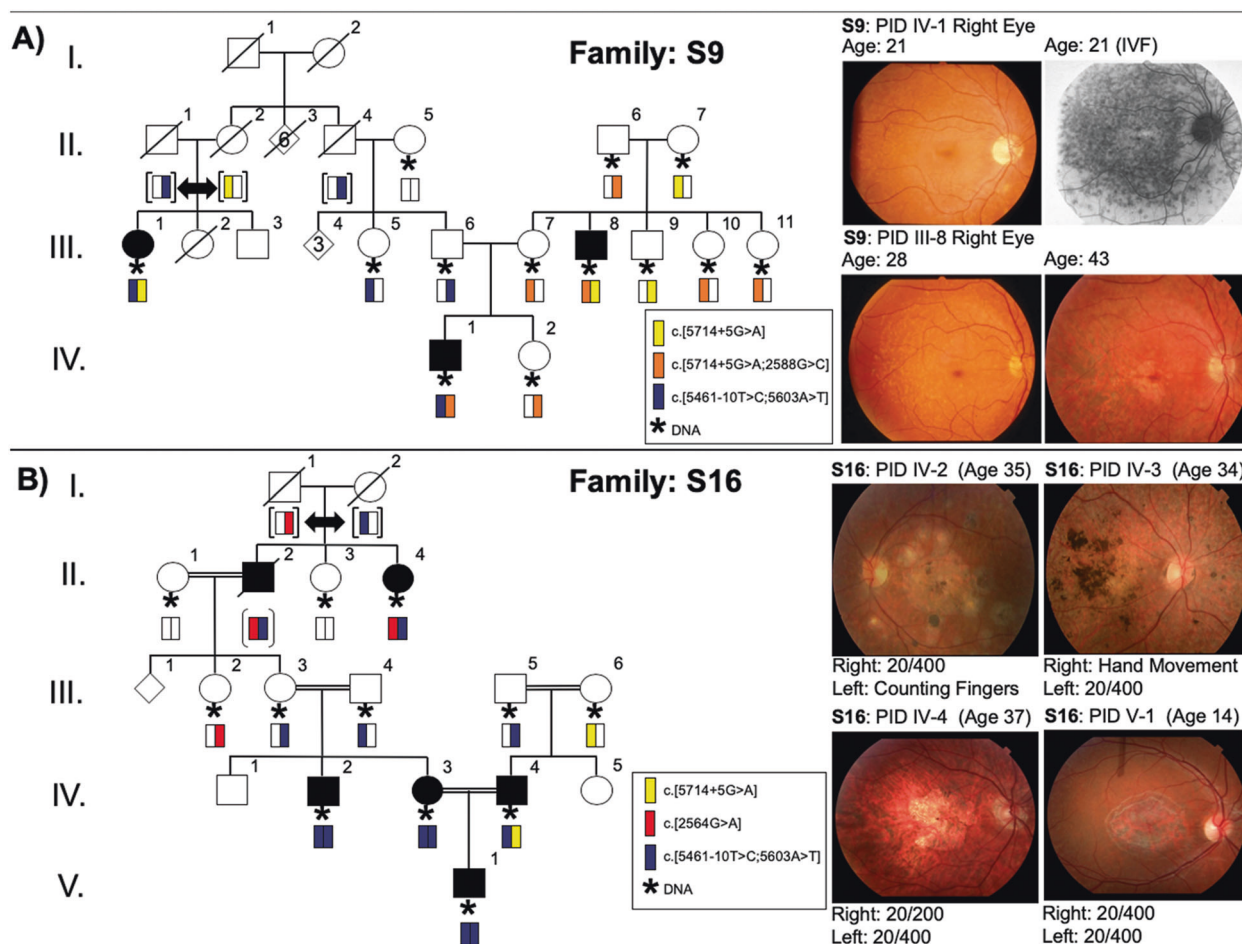 A)
Family: S9
I.
1 2
II.
1 2 3 4 5 6 7
6
III.
1 2 3 4 5 6 7 8 9 10 11
3
IV.
1 2
c.[5714+5G>A]
c.[5714+5G>A;2588G>C]
c.[5461-10T>C;5603A>T]
* DNA
S9: PID IV-1 Right Eye
Age: 21 Age: 21 (IVF)
S9: PID III-8 Right Eye
Age: 28 Age: 43
B)
Family: S16
I.
1 2
II.
1 2 3 4
III.
1 2 3 4 5 6
IV.
1 2 3 4 5
V.
1
c.[5714+5G>A]
c.[2564G>A]
c.[5461-10T>C;5603A>T]
* DNA
S16: PID IV-2 (Age 35)
Right: 20/400
Left: Counting Fingers
S16: PID IV-3 (Age 34)
Right: Hand Movement
Left: 20/400
S16: PID IV-4 (Age 37)
Right: 20/200
Left: 20/400
S16: PID V-1 (Age 14)
Right: 20/400
Left: 20/400